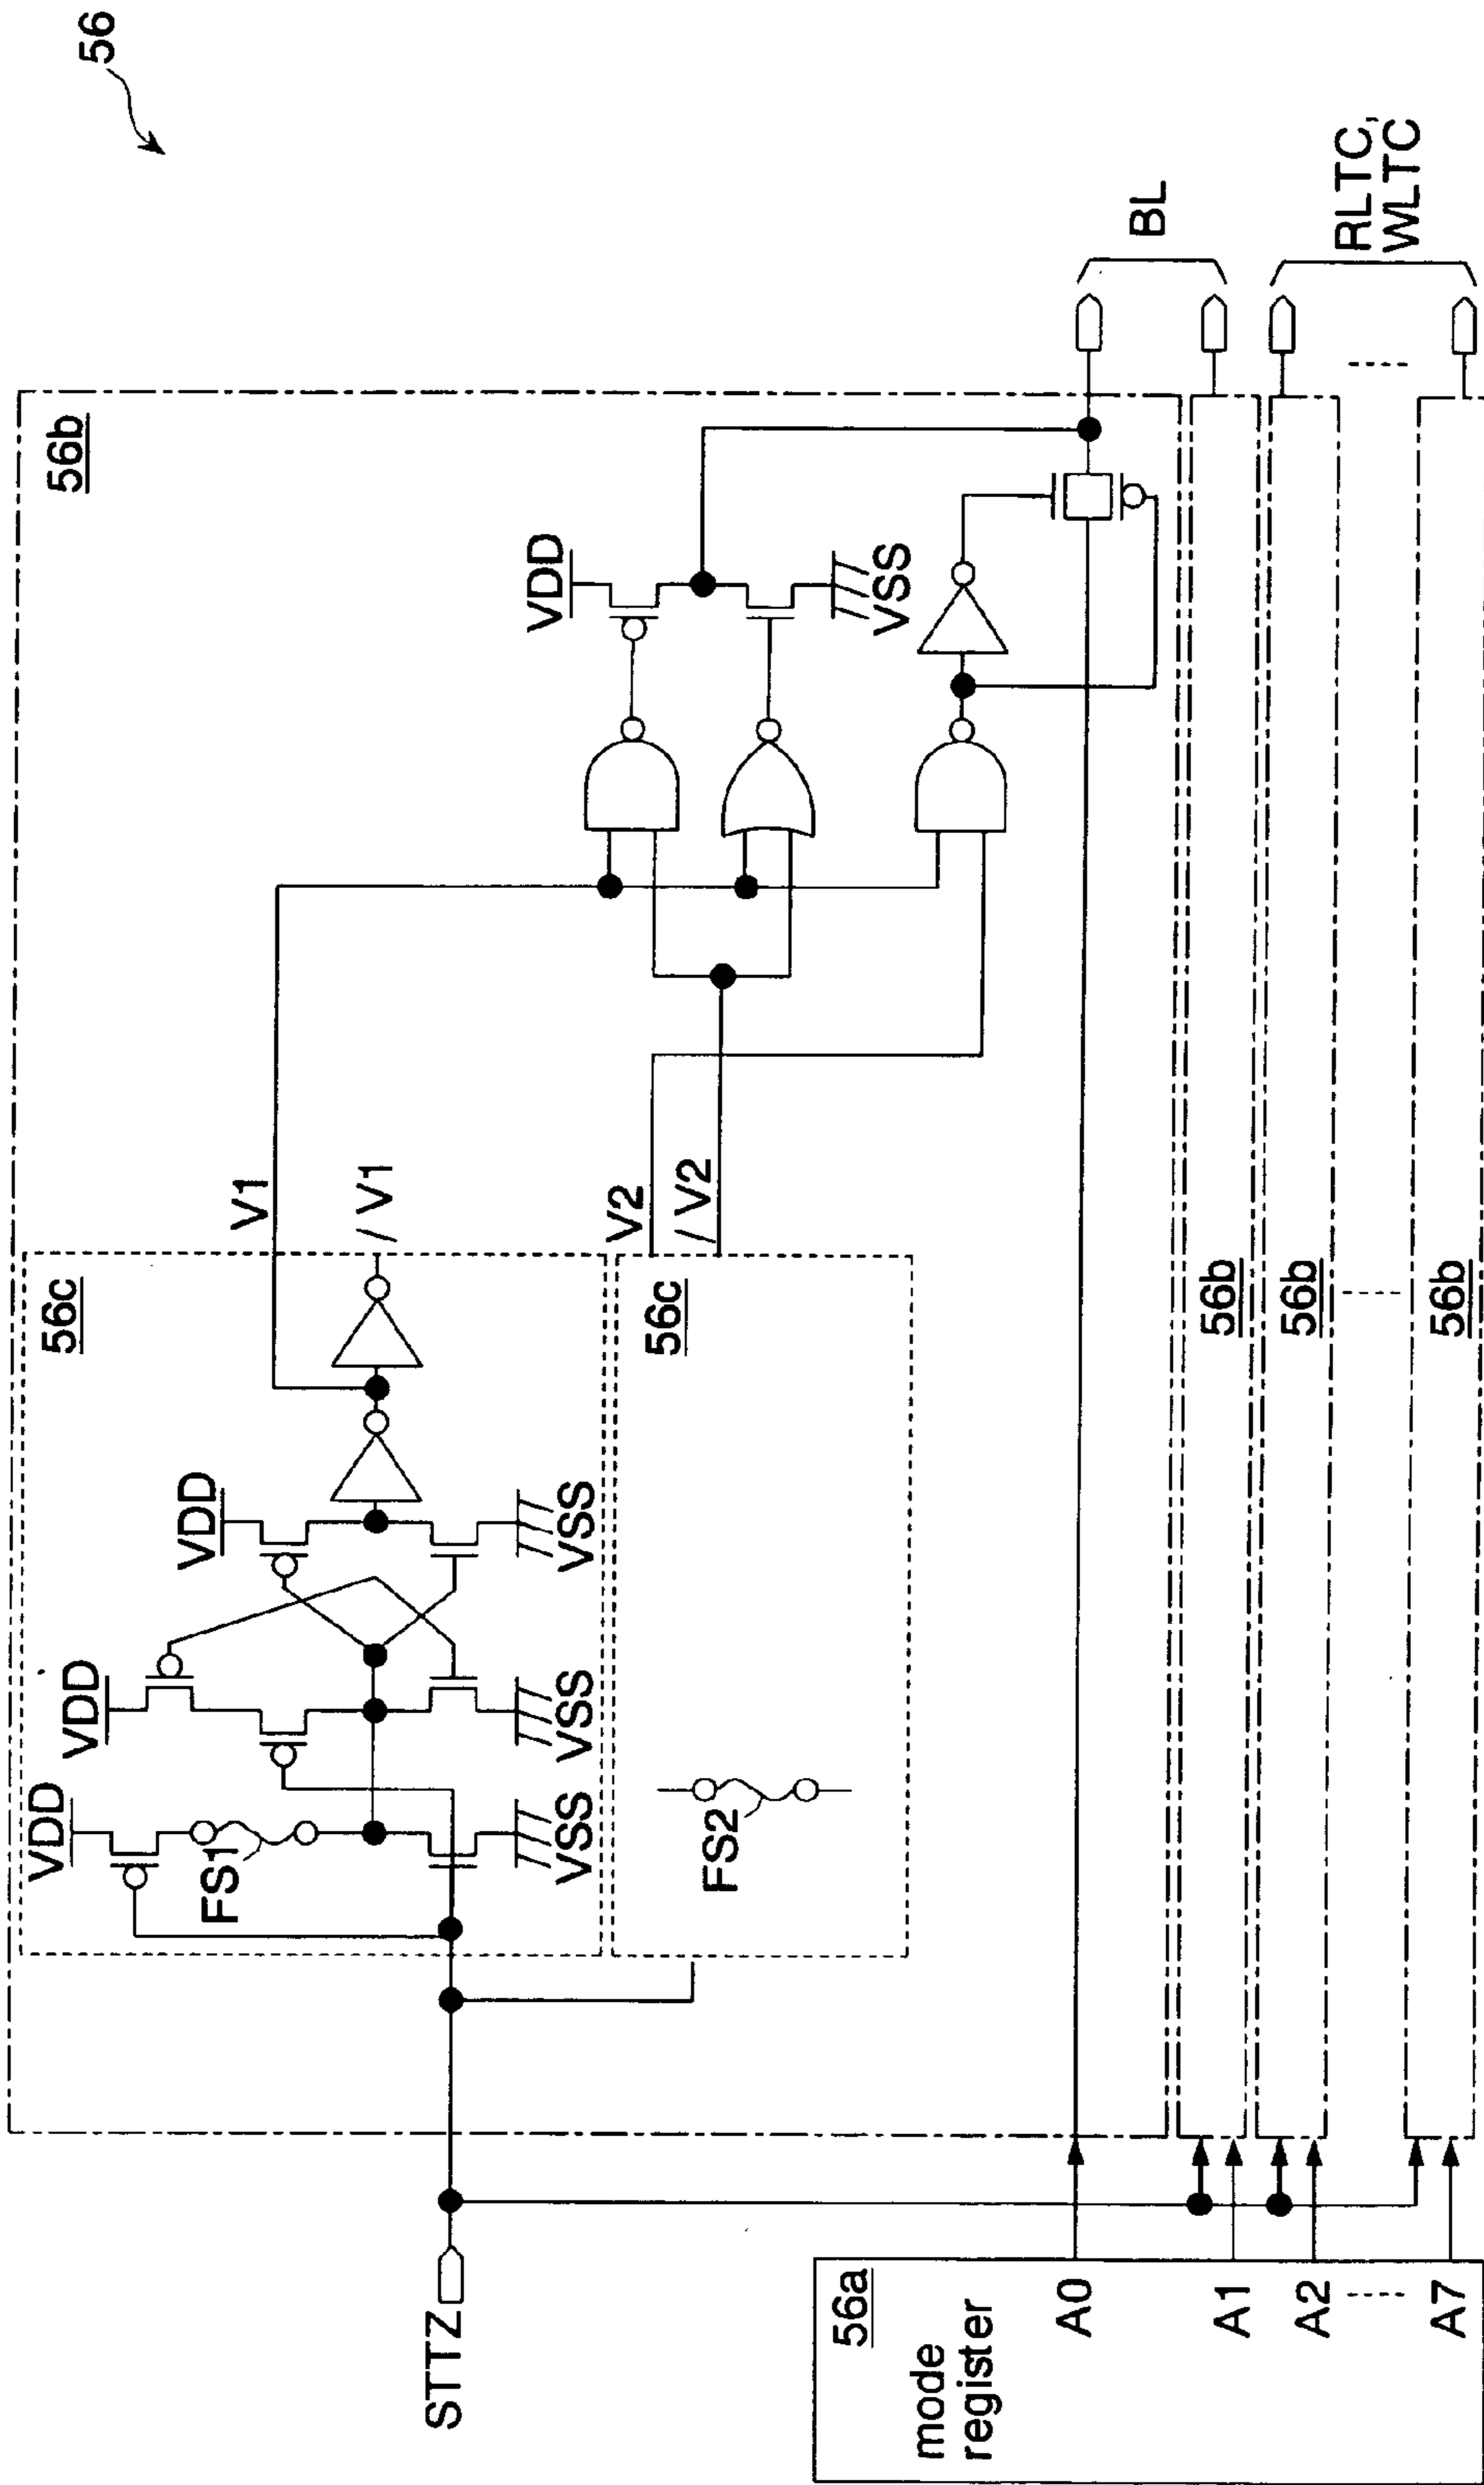 56
56b
56c
VDD
VDD
VDD
FS1
VSS
VSS
VSS
V1
/ V1
56c
FS2
V2
/ V2
VDD
VSS
STTZ
BL
RLTC,
WLTC
56b
56b
56b
56a
mode
register
A0
A1
A2
A7